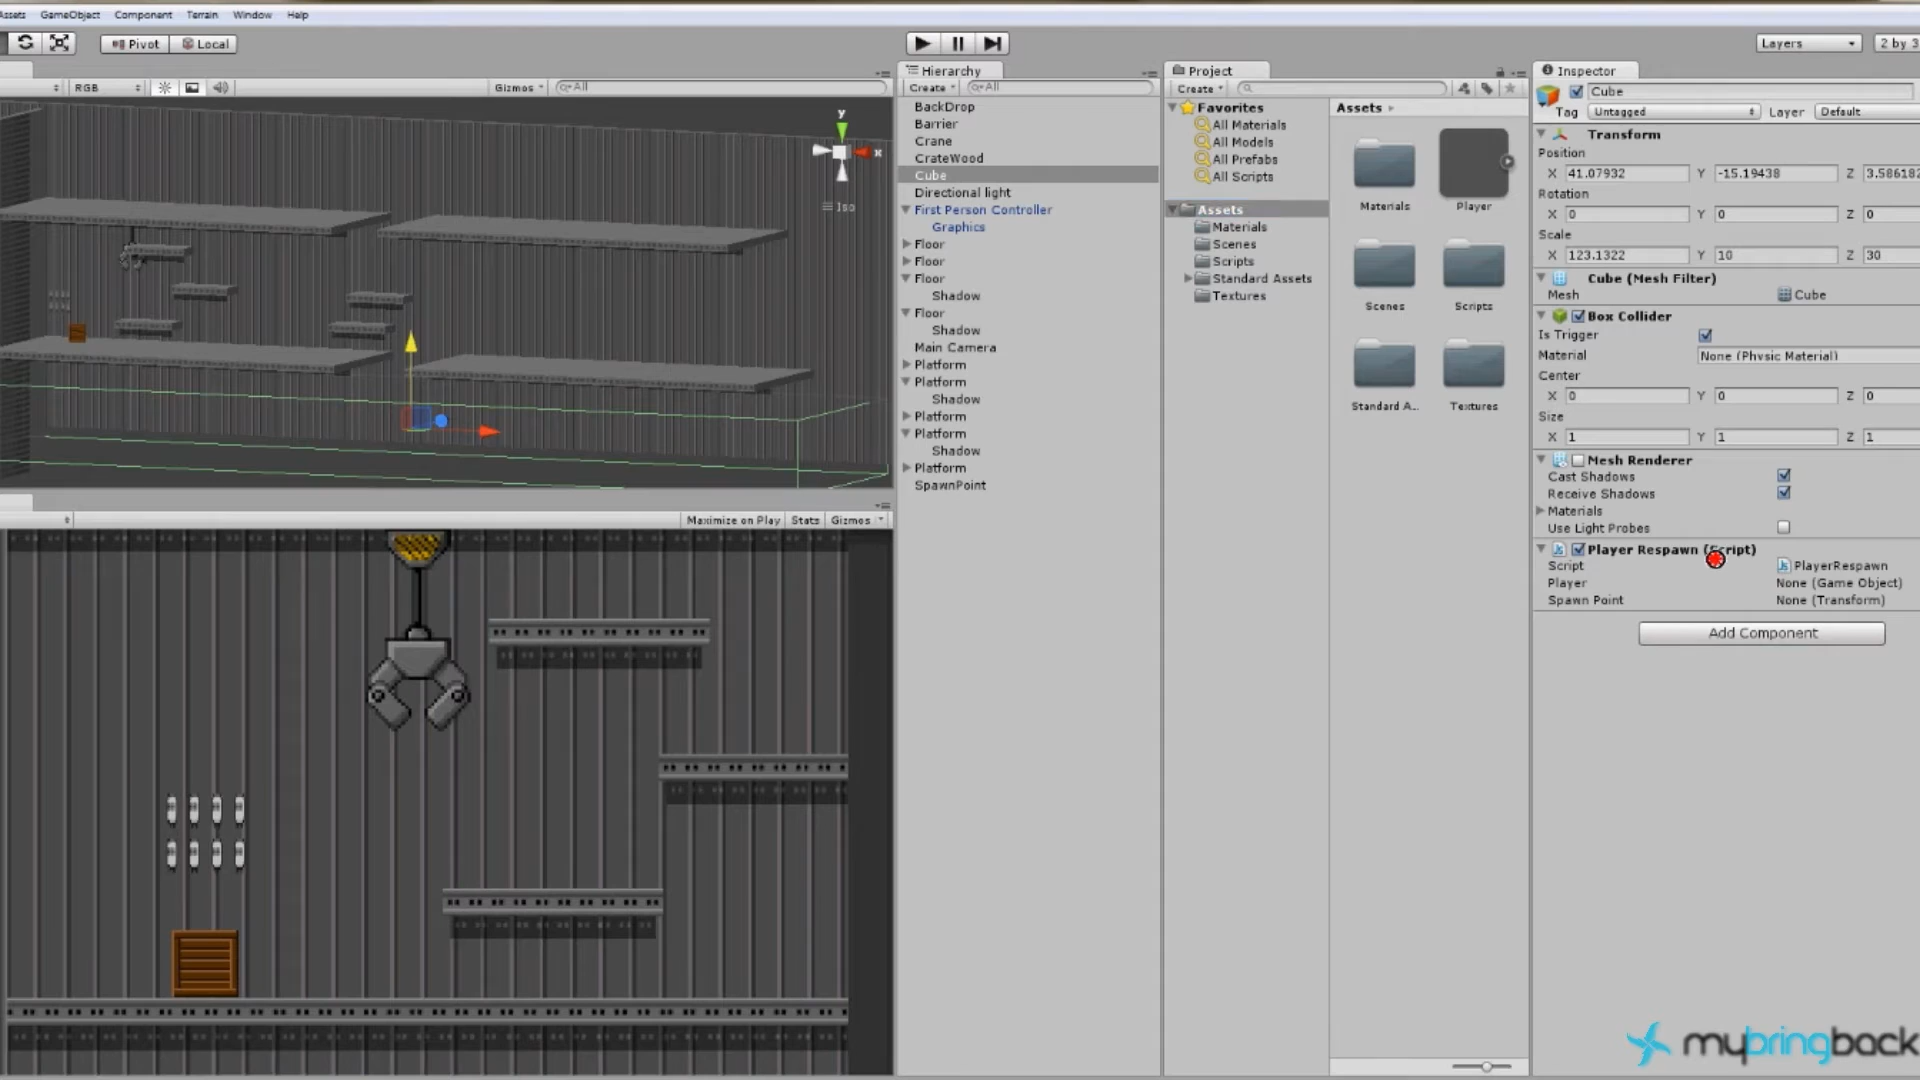 Assets GameObject Component Terrain Window Help
Pivot Local Layers 2 by 3
RGB Gizmos All
y
x
Iso
Maximize on Play Stats Gizmos
Hierarchy
Create All
BackDrop
Barrier
Crane
CrateWood
Cube
Directional light
First Person Controller
Graphics
Floor
Floor
Floor
Shadow
Floor
Shadow
Main Camera
Platform
Platform
Shadow
Platform
Platform
Shadow
Platform
SpawnPoint
Project
Create
Favorites
All Materials
All Models
All Prefabs
All Scripts
Assets
Materials
Scenes
Scripts
Standard Assets
Textures
Assets
Materials Player
Scenes Scripts
Standard A... Textures
Inspector
Cube
Tag Untagged Layer Default
Transform
Position
X 41.07932 Y -15.19438 Z 3.586182
Rotation
X 0 Y 0 Z 0
Scale
X 123.1322 Y 10 Z 30
Cube (Mesh Filter)
Mesh Cube
Box Collider
Is Trigger
Material None (Physic Material)
Center
X 0 Y 0 Z 0
Size
X 1 Y 1 Z 1
Mesh Renderer
Cast Shadows
Receive Shadows
Materials
Use Light Probes
Player Respawn (Script)
Script PlayerRespawn
Player None (Game Object)
Spawn Point None (Transform)
Add Component
mybringback